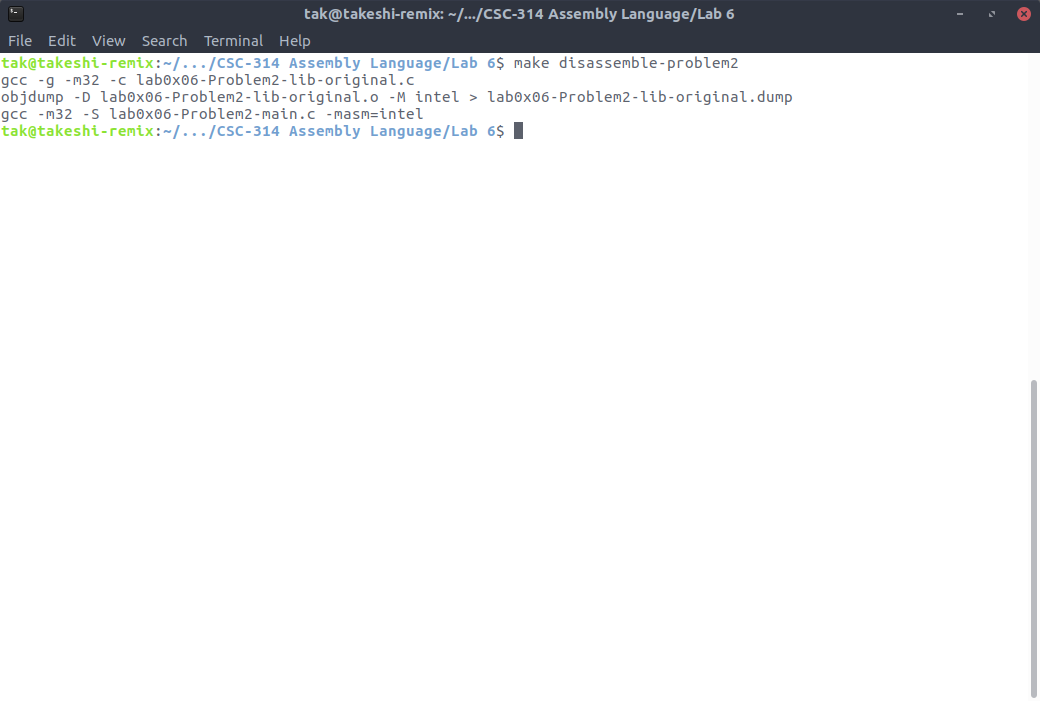 tak@takeshi-remix: ~/.../CSC-314 Assembly Language/Lab 6
File Edit View Search Terminal Help
tak@takeshi-remix:~/.../CSC-314 Assembly Language/Lab 6$ make disassemble-problem2
gcc -g -m32 -c lab0x06-Problem2-lib-original.c
objdump -D lab0x06-Problem2-lib-original.o -M intel > lab0x06-Problem2-lib-original.dump
gcc -m32 -S lab0x06-Problem2-main.c -masm=intel
tak@takeshi-remix:~/.../CSC-314 Assembly Language/Lab 6$